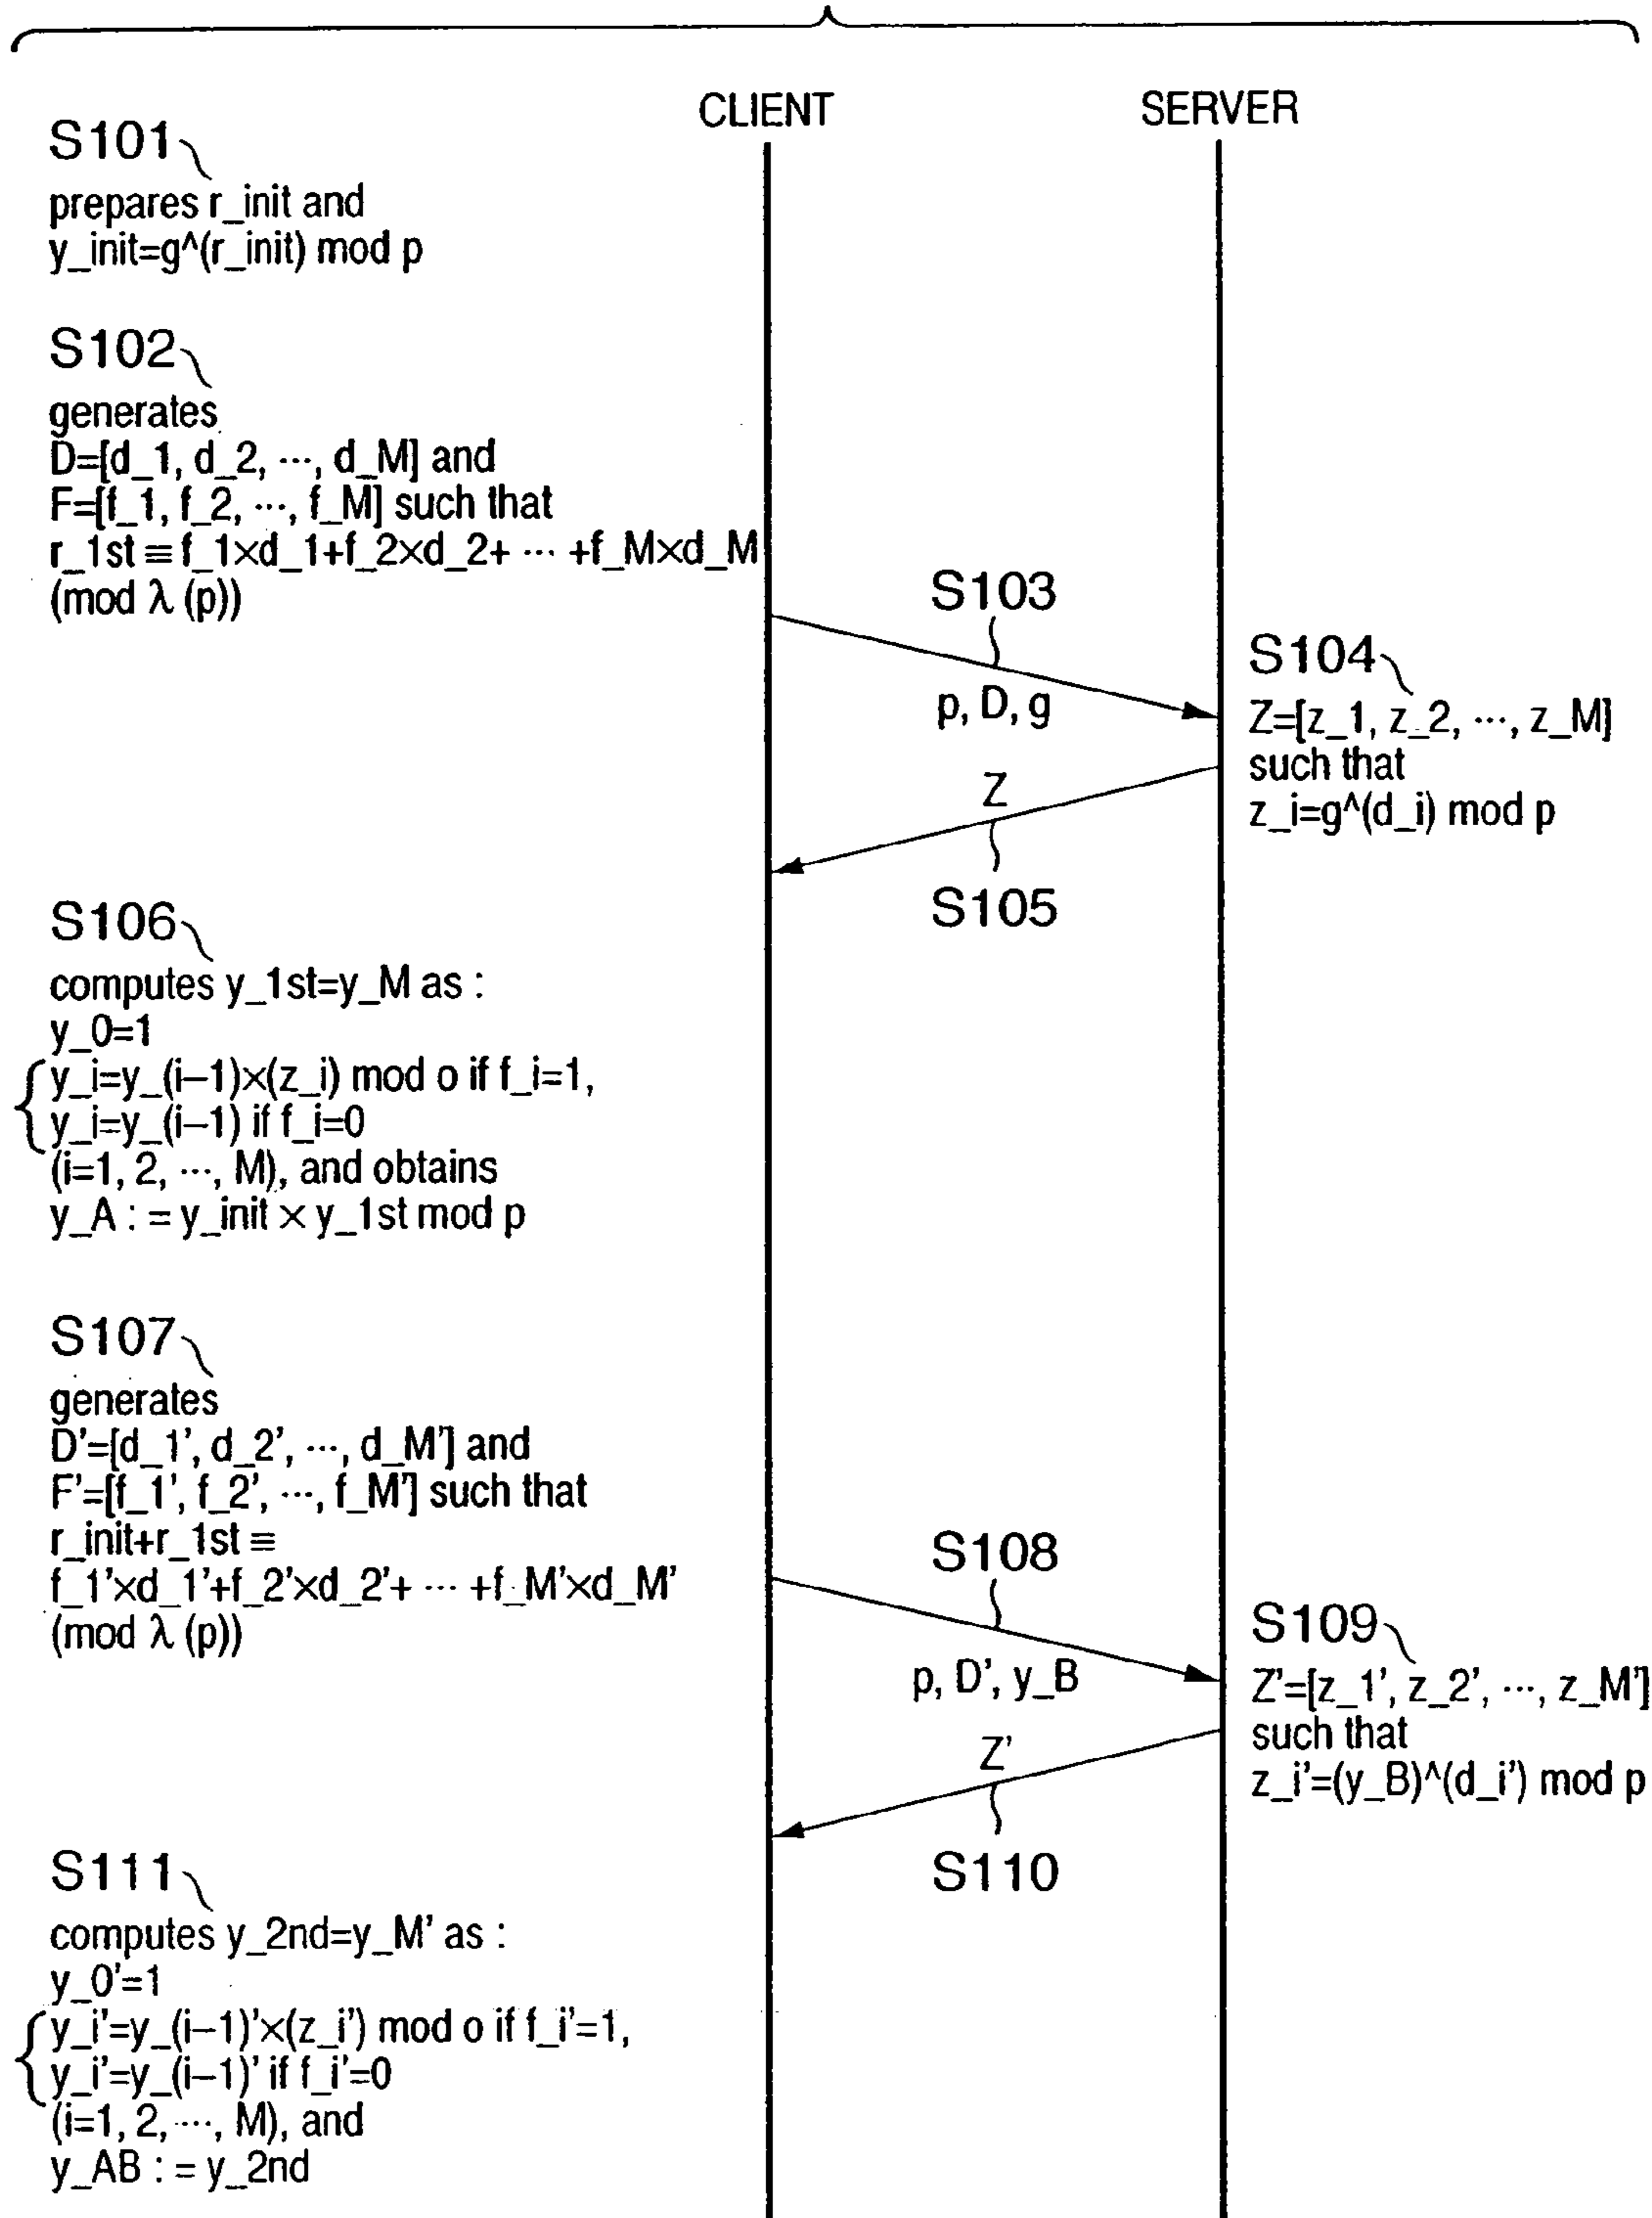 CLIENT
SERVER
S101
prepares r_init and
y_init=g^(r_init) mod p
S102
generates
D=[d_1, d_2, ···, d_M] and
F=[f_1, f_2, ···, f_M] such that
r_1st ≡ f_1×d_1+f_2×d_2+ ··· +f_M×d_M
(mod λ (p))
S103
p, D, g
S104
Z=[z_1, z_2, ···, z_M]
such that
z_i=g^(d_i) mod p
Z
S105
S106
computes y_1st=y_M as :
y_0=1
y_i=y_(i–1)×(z_i) mod o if f_i=1,
y_i=y_(i–1) if f_i=0
(i=1, 2, ···, M), and obtains
y_A : = y_init × y_1st mod p
S107
generates
D'=[d_1', d_2', ···, d_M'] and
F'=[f_1', f_2', ···, f_M'] such that
r_init+r_1st ≡
f_1'×d_1'+f_2'×d_2'+ ··· +f_M'×d_M'
(mod λ (p))
S108
p, D', y_B
S109
Z'=[z_1', z_2', ···, z_M']
such that
z_i'=(y_B)^(d_i') mod p
Z'
S110
S111
computes y_2nd=y_M' as :
y_0'=1
y_i'=y_(i–1)'×(z_i') mod o if f_i'=1,
y_i'=y_(i–1)' if f_i'=0
(i=1, 2, ···, M), and
y_AB : = y_2nd